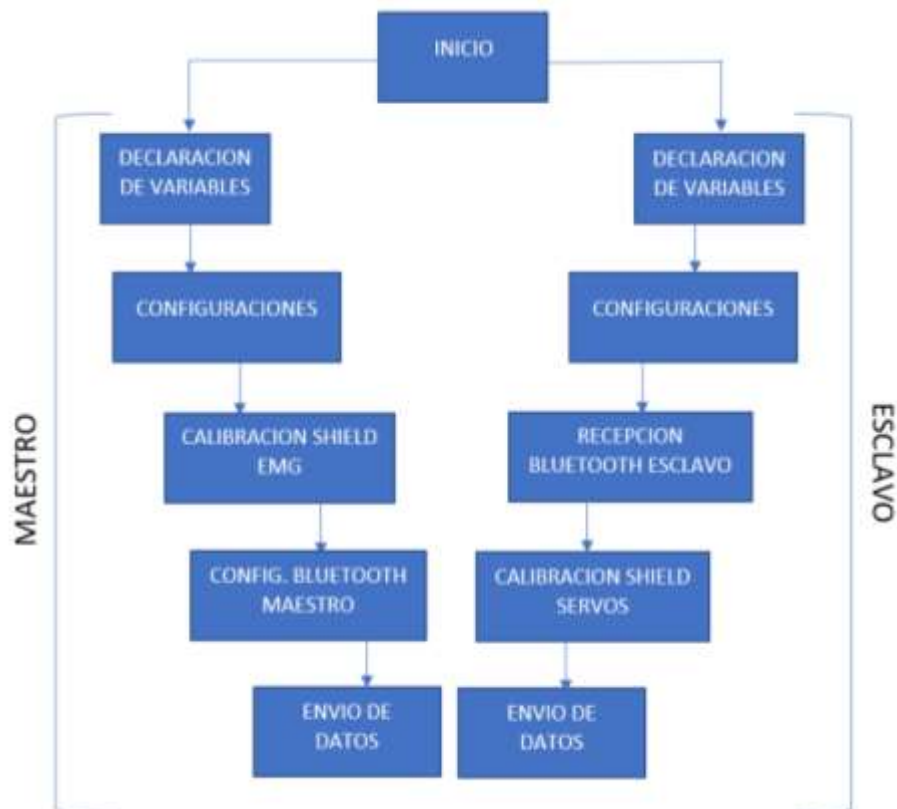 INICIO
DECLARACION
DE VARIABLES
CONFIGURACIONES
CALIBRACION SHIELD
EMG
CONFIG. BLUETOOTH
MAESTRO
ENVIO DE
DATOS
MAESTRO
DECLARACION
DE VARIABLES
CONFIGURACIONES
RECEPCION
BLUETOOTH ESCLAVO
CALIBRACION SHIELD
SERVOS
ENVIO DE
DATOS
ESCLAVO